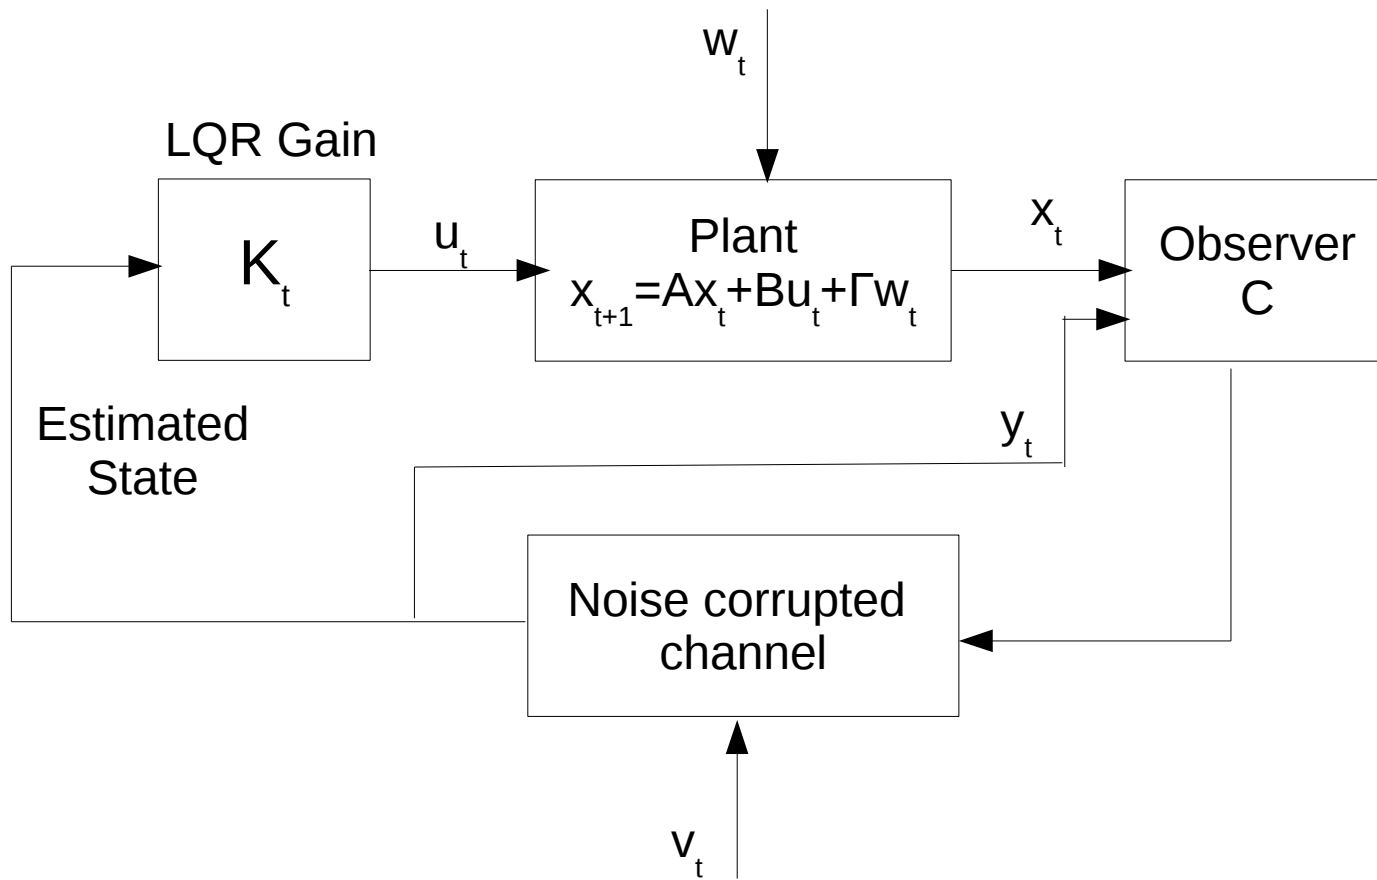 w_t
LQR Gain
K_t
u_t
Plant
x_{t+1}=Ax_t+Bu_t+Γw_t
x_t
Observer
C
Estimated
State
y_t
Noise corrupted
channel
v_t